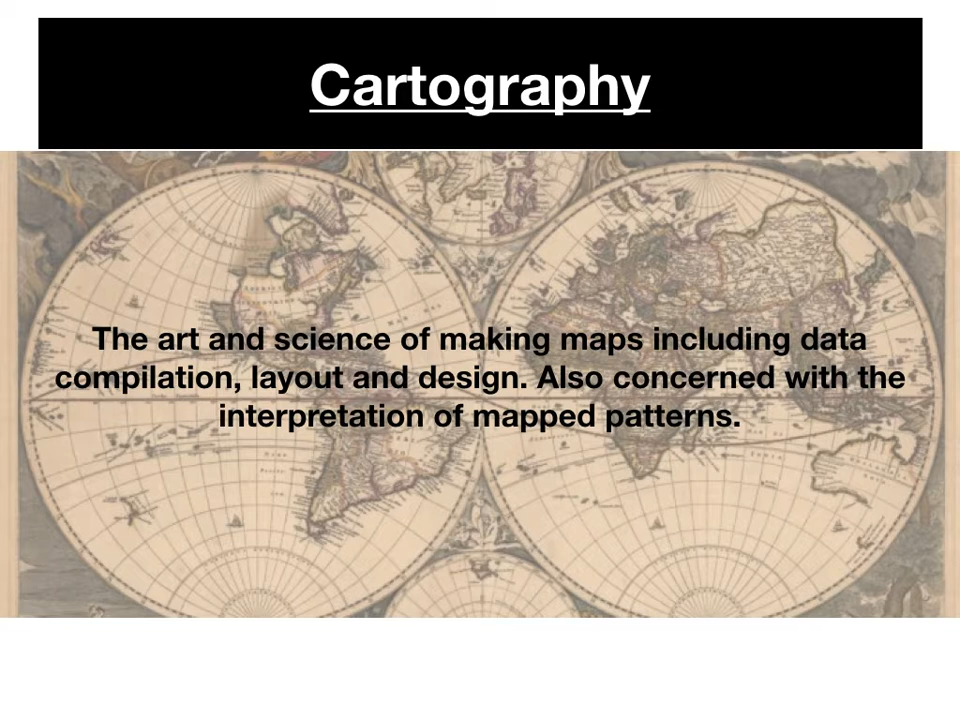 Cartography
The art and science of making maps including data
compilation, layout and design. Also concerned with the
interpretation of mapped patterns.